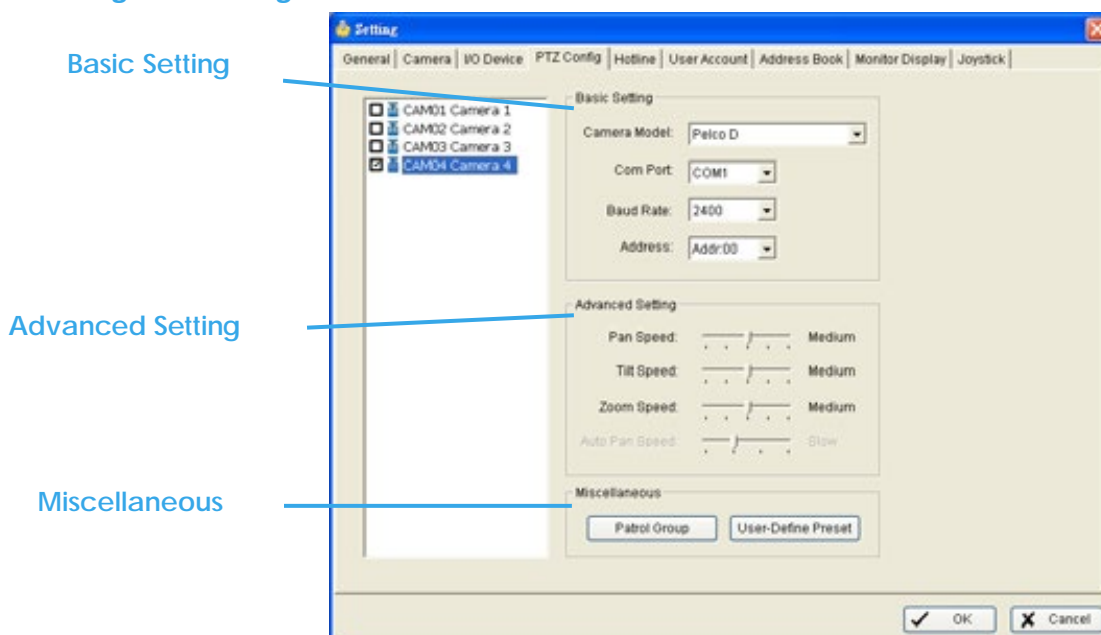 Setting
General Camera I/O Device PTZ Config Hotline User Account Address Book Monitor Display Joystick
Basic Setting
CAM01 Camera 1
CAM02 Camera 2
CAM03 Camera 3
CAM04 Camera 4
Basic Setting
Camera Model: Pelco D
Com Port: COM1
Baud Rate: 2400
Address: Addr:00
Advanced Setting
Advanced Setting
Pan Speed: Medium
Tilt Speed: Medium
Zoom Speed: Medium
Auto Pan Speed: Slow
Miscellaneous
Miscellaneous
Patrol Group User-Define Preset
OK Cancel